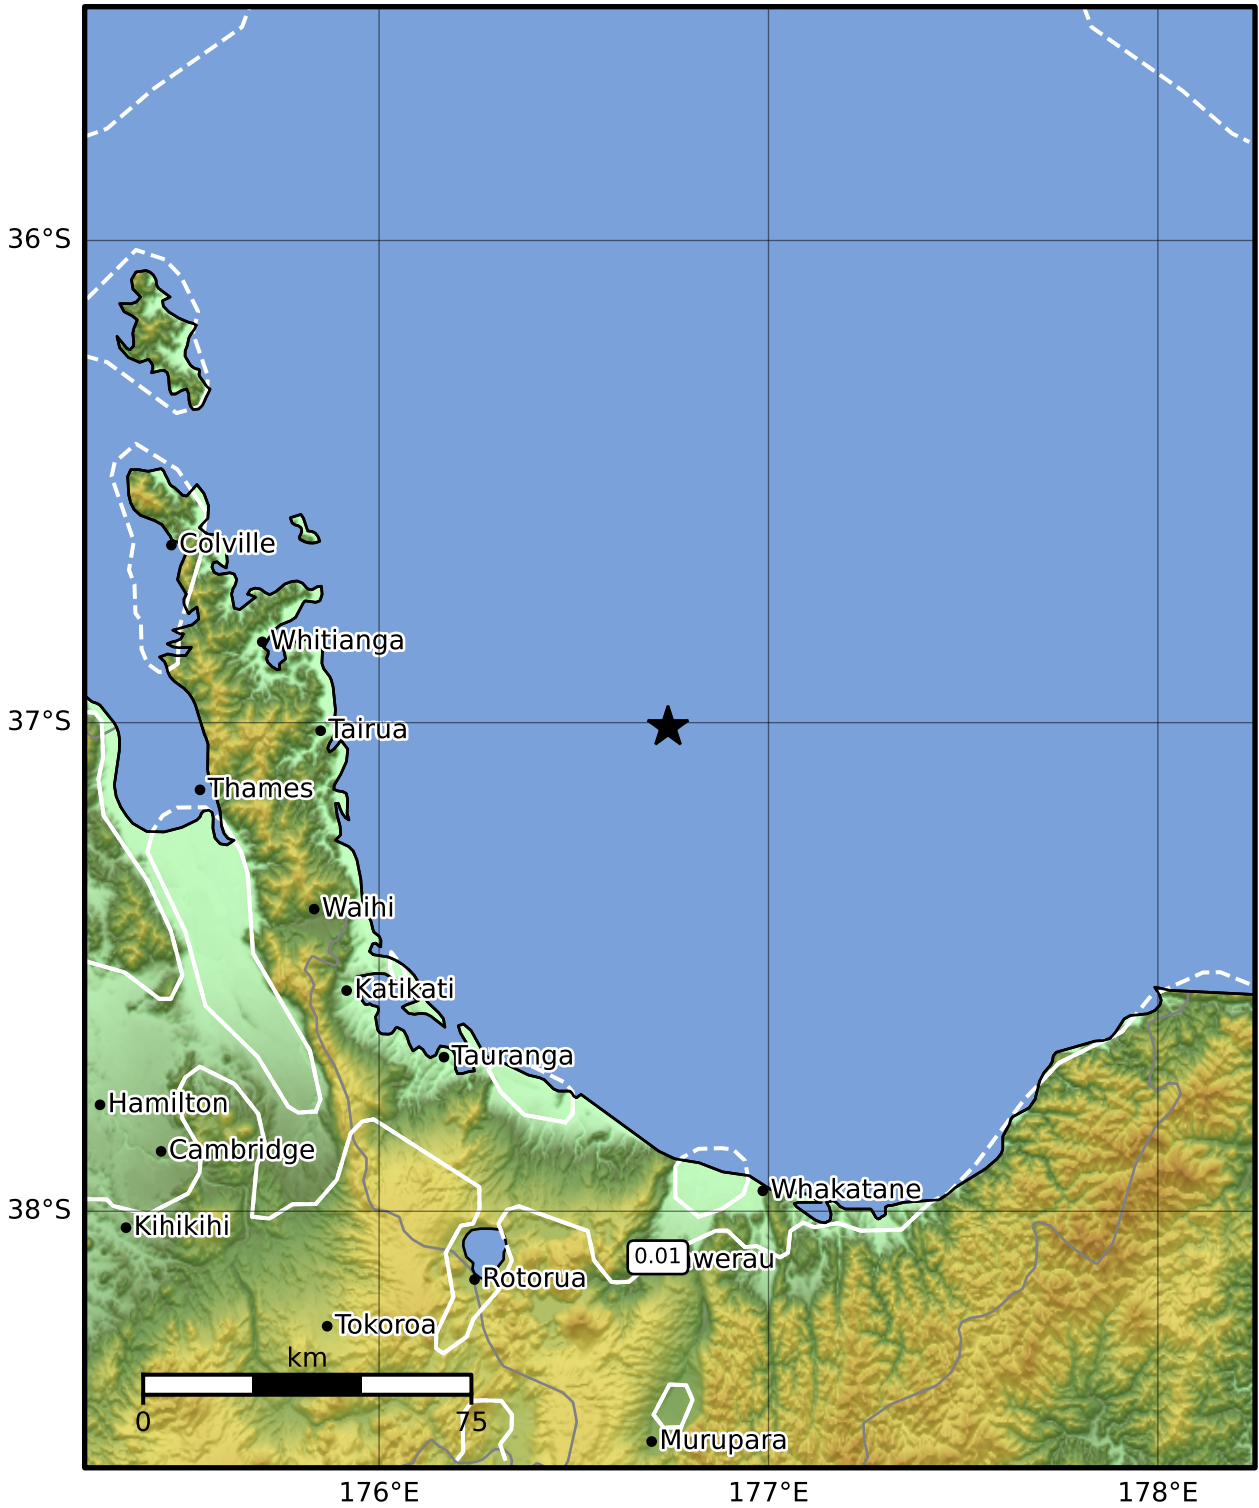 36°S
Colville
Whitianga
37°S
Tairua
Thames
Waihi
Katikati
Tauranga
Hamilton
Cambridge
Whakatane
38°S
Kihikihi
0.01
werau
Rotorua
Tokoroa
km
0
75
Murupara
176°E
177°E
178°E